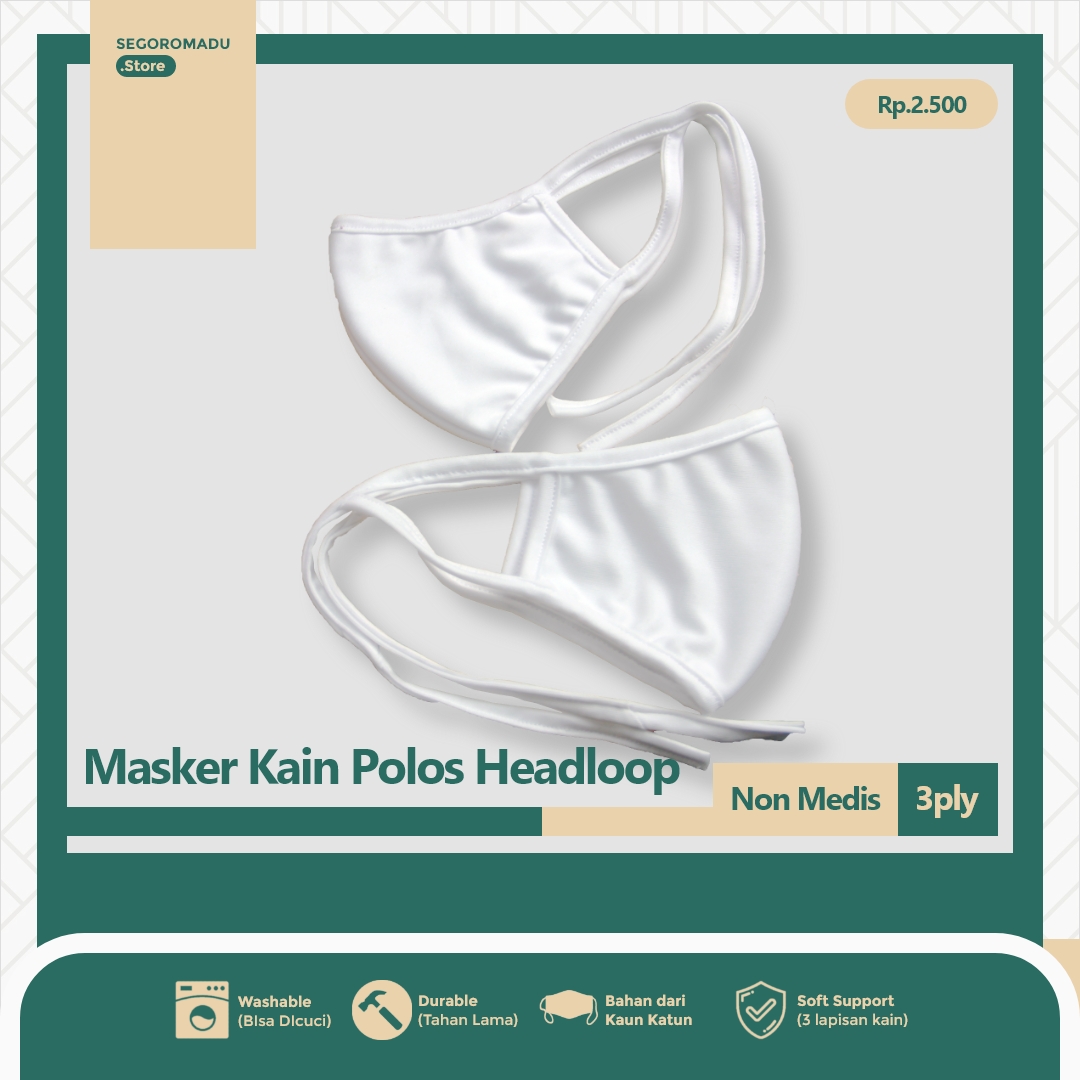 SEGOROMADU
.Store
Rp.2.500
Masker Kain Polos Headloop
Non Medis
3ply
Washable
(BIsa DIcuci)
Durable
(Tahan Lama)
Bahan dari
Kaun Katun
Soft Support
(3 lapisan kain)